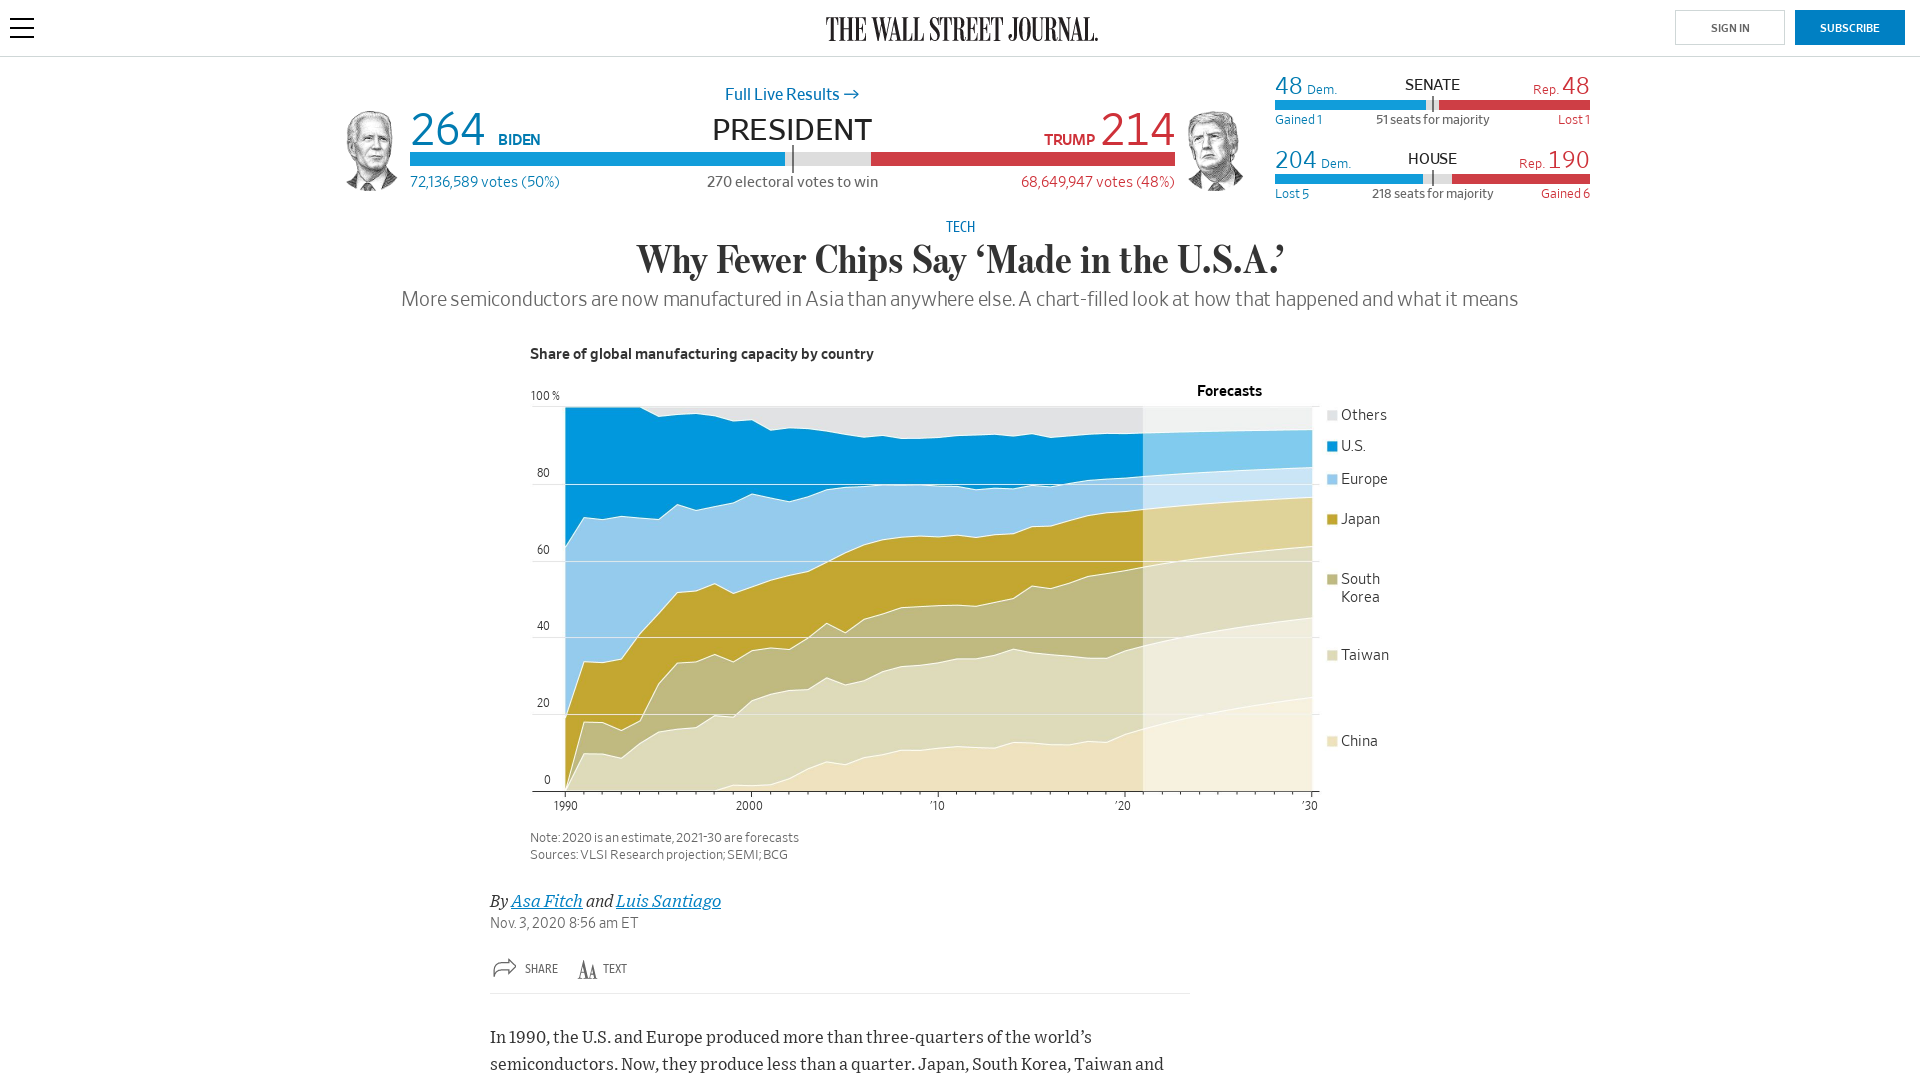 THE WALL STREET JOURNAL.
SIGN IN
SUBSCRIBE
Full Live Results →
264 BIDEN
PRESIDENT
TRUMP 214
72,136,589 votes (50%)
270 electoral votes to win
68,649,947 votes (48%)
48 Dem.
SENATE
Rep. 48
Gained 1
51 seats for majority
Lost 1
204 Dem.
HOUSE
Rep. 190
Lost 5
218 seats for majority
Gained 6
TECH
Why Fewer Chips Say ‘Made in the U.S.A.’
More semiconductors are now manufactured in Asia than anywhere else. A chart-filled look at how that happened and what it means
Share of global manufacturing capacity by country
Forecasts
100 %
80
60
40
20
0
1990
2000
’10
’20
’30
Others
U.S.
Europe
Japan
South
Korea
Taiwan
China
Note: 2020 is an estimate, 2021-30 are forecasts
Sources: VLSI Research projection; SEMI; BCG
By Asa Fitch and Luis Santiago
Nov. 3, 2020 8:56 am ET
SHARE
AA TEXT
In 1990, the U.S. and Europe produced more than three-quarters of the world’s
semiconductors. Now, they produce less than a quarter. Japan, South Korea, Taiwan and